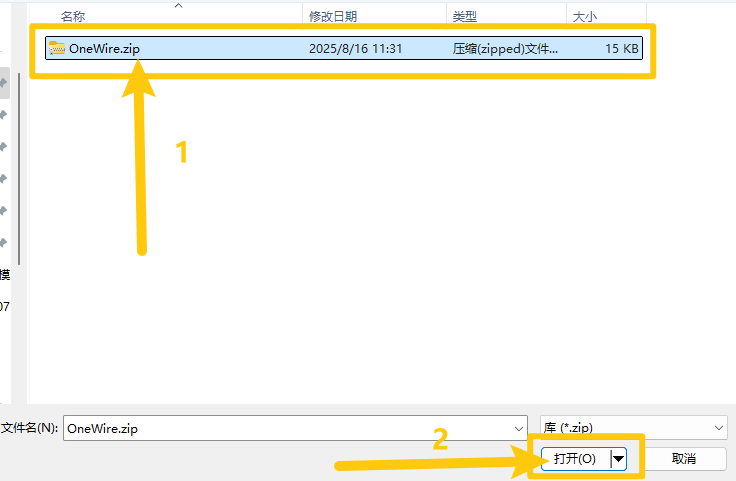 名称 修改日期 类型 大小
OneWire.zip 2025/8/16 11:31 压缩(zipped)文件... 15 KB
1
模
07
文件名(N): OneWire.zip 库 (*.zip)
2
打开(O) 取消